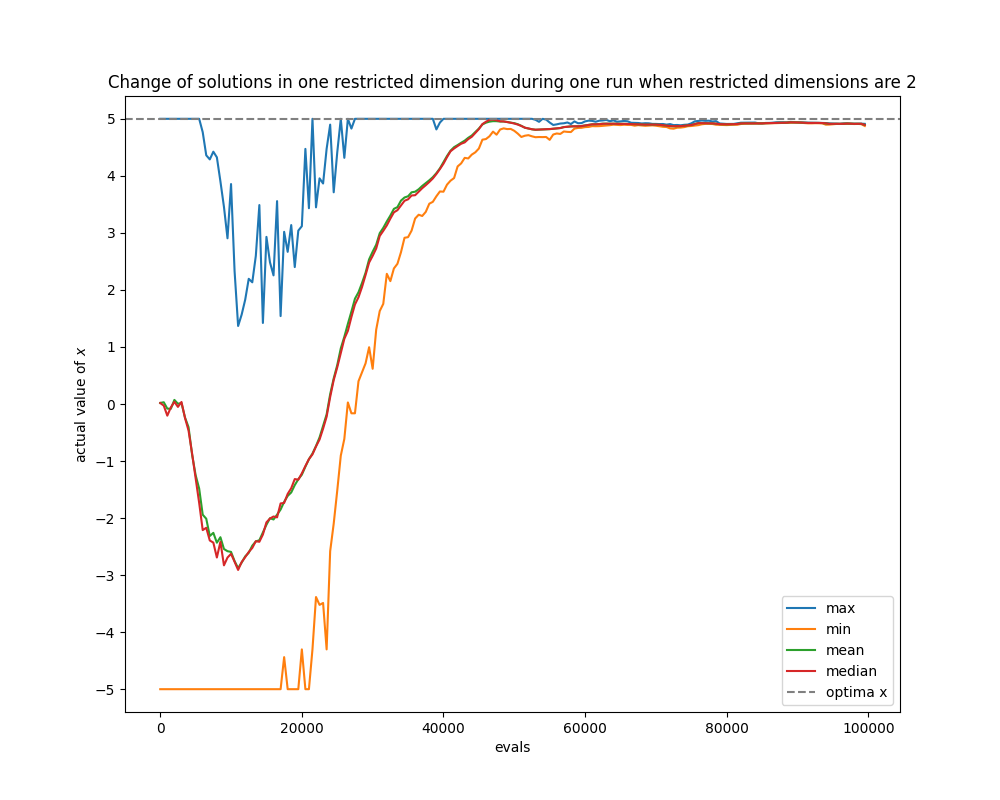 Change of solutions in one restricted dimension during one run when restricted dimensions are 2
actual value of x
5
4
3
2
1
0
−1
−2
−3
−4
−5
0
20000
40000
60000
80000
100000
evals
max
min
mean
median
optima x